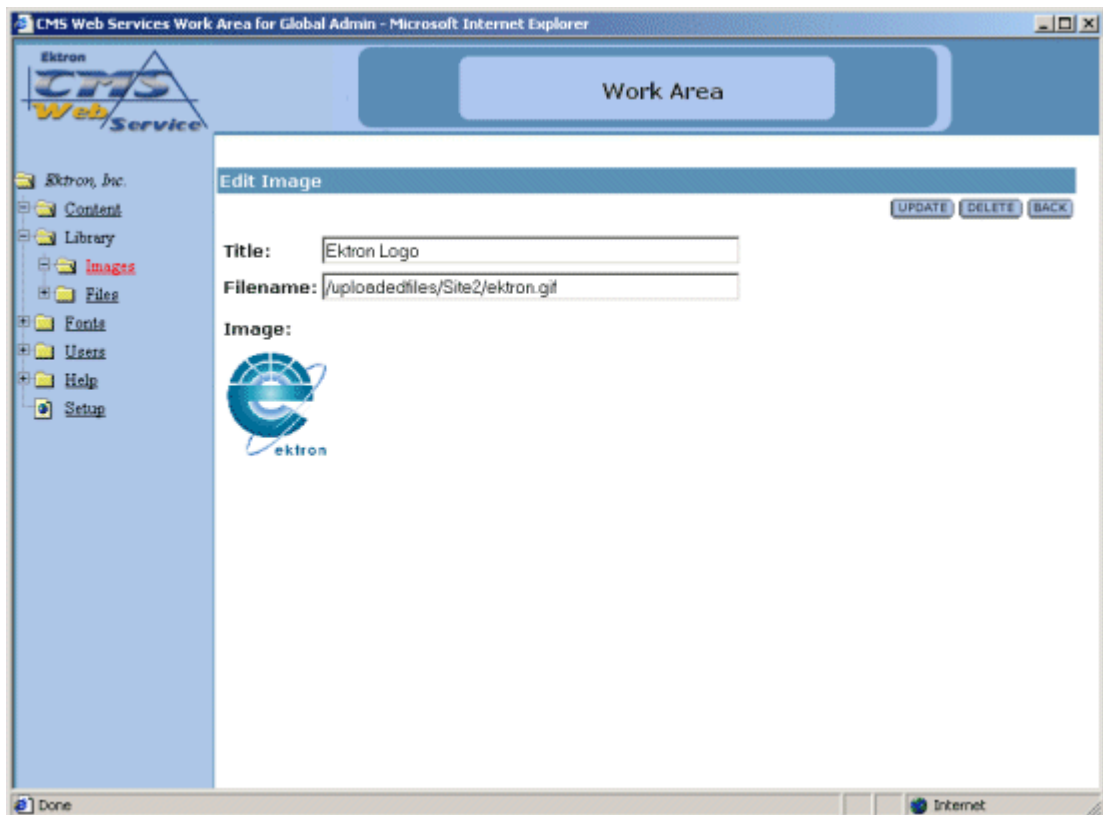 CMS Web Services Work Area for Global Admin - Microsoft Internet Explorer
Ektron
CMS
Web
Service
Work Area
Ektron, Inc.
Content
Library
Images
Files
Fonts
Users
Help
Setup
Edit Image
UPDATE DELETE BACK
Title: Ektron Logo
Filename: /uploadedfiles/Site2/ektron.gif
Image:
ektron
Done
Internet